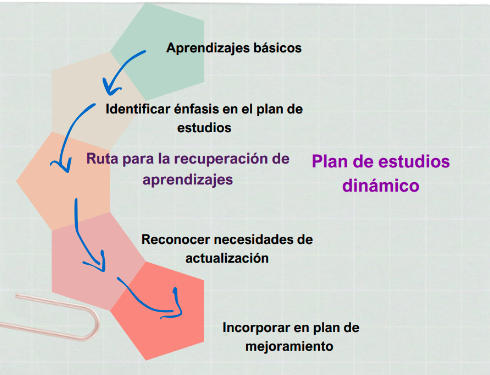 Aprendizajes básicos
Identificar énfasis en el plan de
estudios
Ruta para la recuperación de
aprendizajes
Plan de estudios
dinámico
Reconocer necesidades de
actualización
Incorporar en plan de
mejoramiento